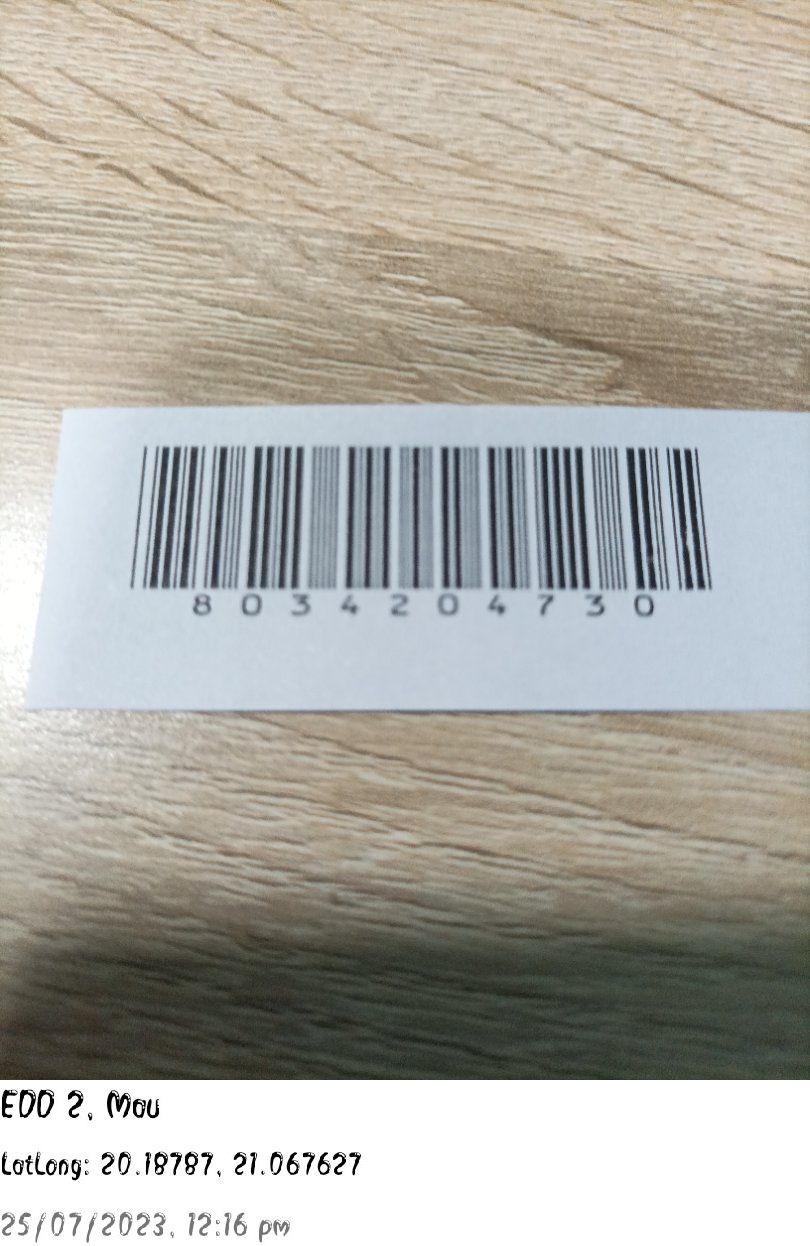 8034204730
EDD 2, Mou
LatLong: 20.18787, 21.067627
25/07/2023, 12:16 pm